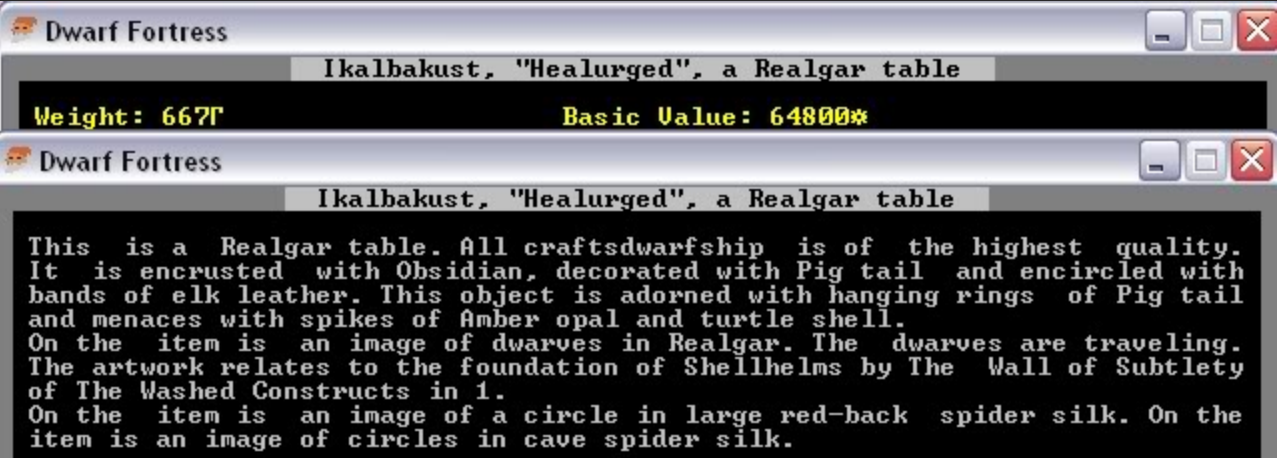 Dwarf Fortress
Ikalbakust, "Healurged", a Realgar table
Weight: 667Γ Basic Value: 64800☼
Dwarf Fortress
Ikalbakust, "Healurged", a Realgar table
This is a Realgar table. All craftsdwarfship is of the highest quality.
It is encrusted with Obsidian, decorated with Pig tail and encircled with
bands of elk leather. This object is adorned with hanging rings of Pig tail
and menaces with spikes of Amber opal and turtle shell.
On the item is an image of dwarves in Realgar. The dwarves are traveling.
The artwork relates to the foundation of Shellhelms by The Wall of Subtlety
of The Washed Constructs in 1.
On the item is an image of a circle in large red-back spider silk. On the
item is an image of circles in cave spider silk.